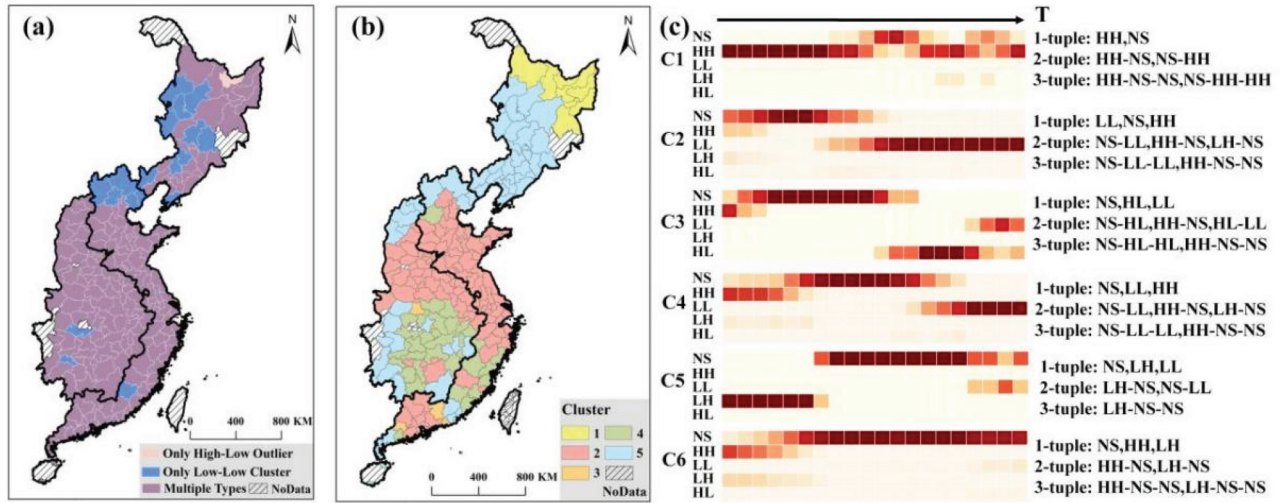 (a)
N
0 400 800 KM
Only High-Low Outlier
Only Low-Low Cluster
Multiple Types NoData
(b)
N
Cluster
1 4
2 5
3
NoData
0 400 800 KM
(c)
T
C1
NS
HH
LL
LH
HL
1-tuple: HH,NS
2-tuple: HH-NS,NS-HH
3-tuple: HH-NS-NS,NS-HH-HH
C2
NS
HH
LL
LH
HL
1-tuple: LL,NS,HH
2-tuple: NS-LL,HH-NS,LH-NS
3-tuple: NS-LL-LL,HH-NS-NS
C3
NS
HH
LL
LH
HL
1-tuple: NS,HL,LL
2-tuple: NS-HL,HH-NS,HL-LL
3-tuple: NS-HL-HL,HH-NS-NS
C4
NS
HH
LL
LH
HL
1-tuple: NS,LL,HH
2-tuple: NS-LL,HH-NS,LH-NS
3-tuple: NS-LL-LL,HH-NS-NS
C5
NS
HH
LL
LH
HL
1-tuple: NS,LH,LL
2-tuple: LH-NS,NS-LL
3-tuple: LH-NS-NS
C6
NS
HH
LL
LH
HL
1-tuple: NS,HH,LH
2-tuple: HH-NS,LH-NS
3-tuple: HH-NS-NS,LH-NS-NS